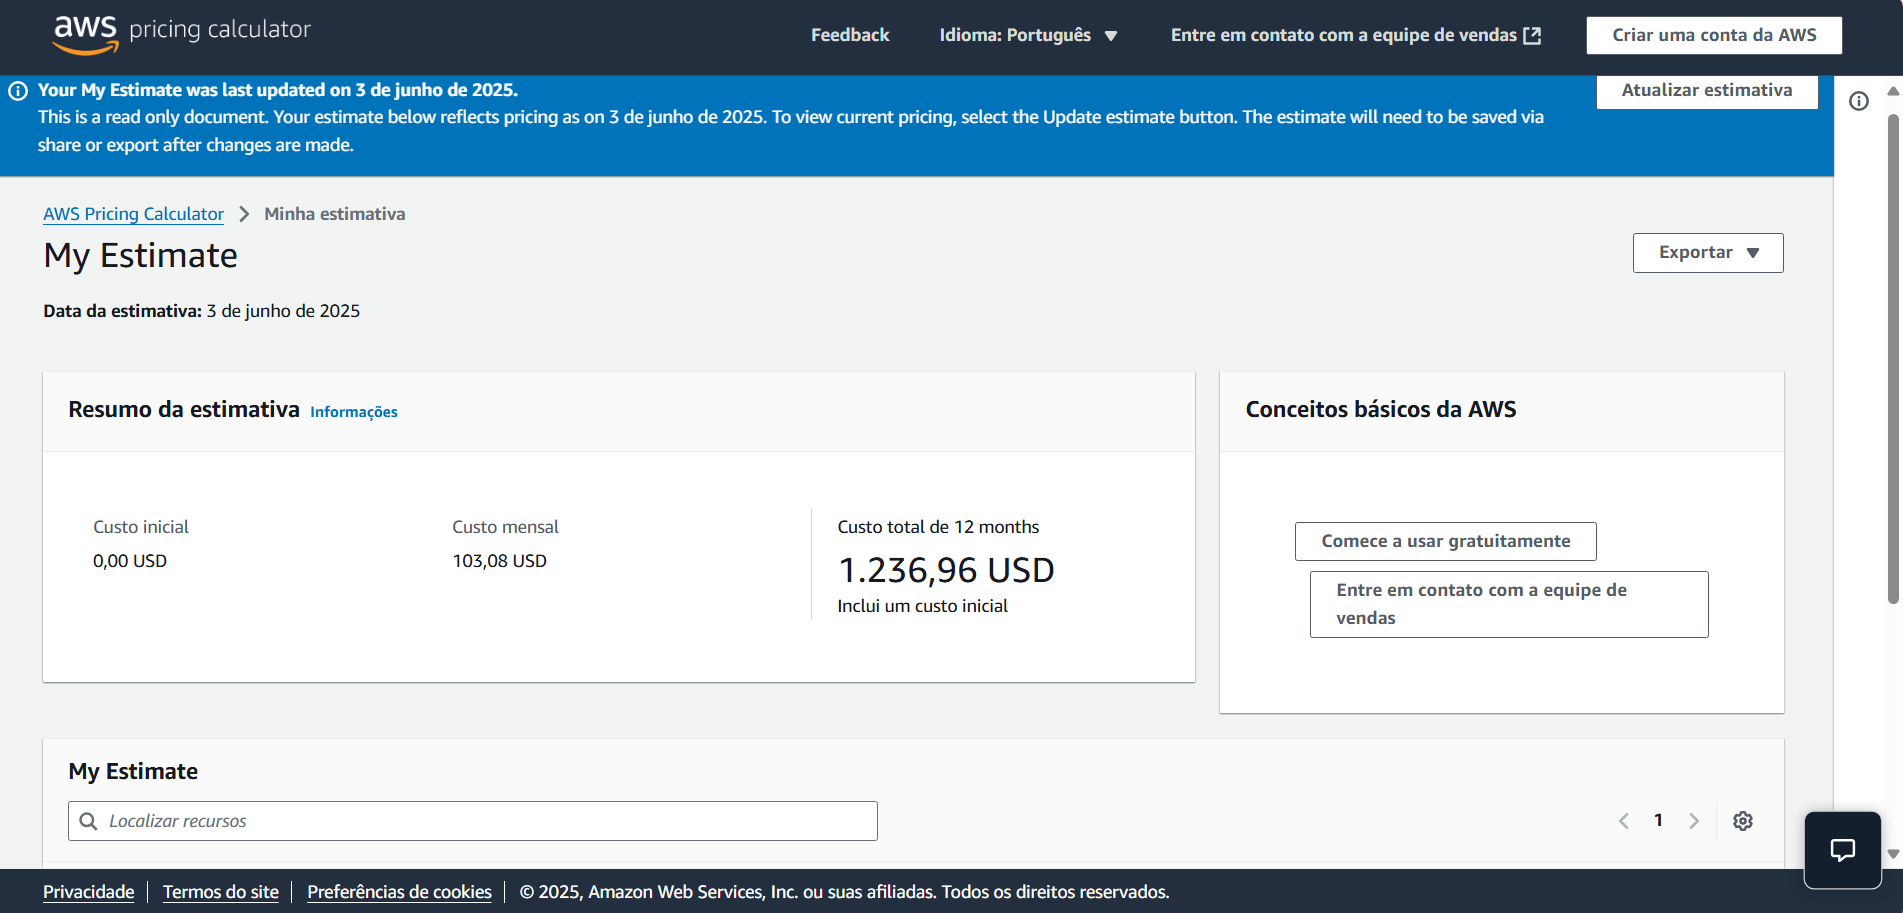 aws pricing calculator
Feedback
Idioma: Português
Entre em contato com a equipe de vendas
Criar uma conta da AWS
Your My Estimate was last updated on 3 de junho de 2025.
This is a read only document. Your estimate below reflects pricing as on 3 de junho de 2025. To view current pricing, select the Update estimate button. The estimate will need to be saved via
share or export after changes are made.
Atualizar estimativa
AWS Pricing Calculator
Minha estimativa
My Estimate
Exportar
Data da estimativa: 3 de junho de 2025
Resumo da estimativa Informações
Custo inicial
0,00 USD
Custo mensal
103,08 USD
Custo total de 12 months
1.236,96 USD
Inclui um custo inicial
Conceitos básicos da AWS
Comece a usar gratuitamente
Entre em contato com a equipe de
vendas
My Estimate
Localizar recursos
1
Privacidade
Termos do site
Preferências de cookies
© 2025, Amazon Web Services, Inc. ou suas afiliadas. Todos os direitos reservados.